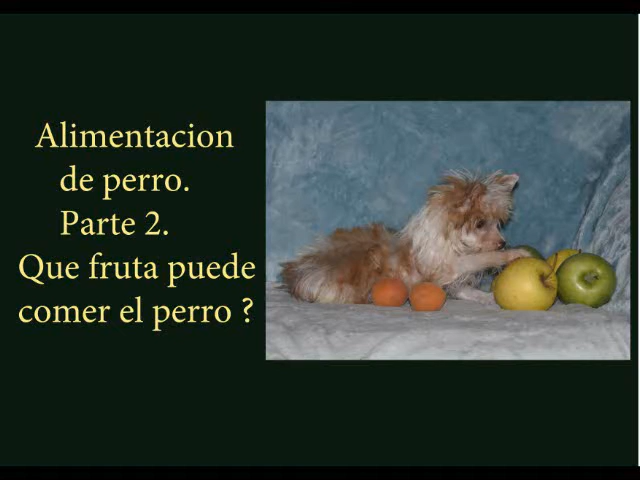 Alimentacion
de perro.
Parte 2.
Que fruta puede
comer el perro ?